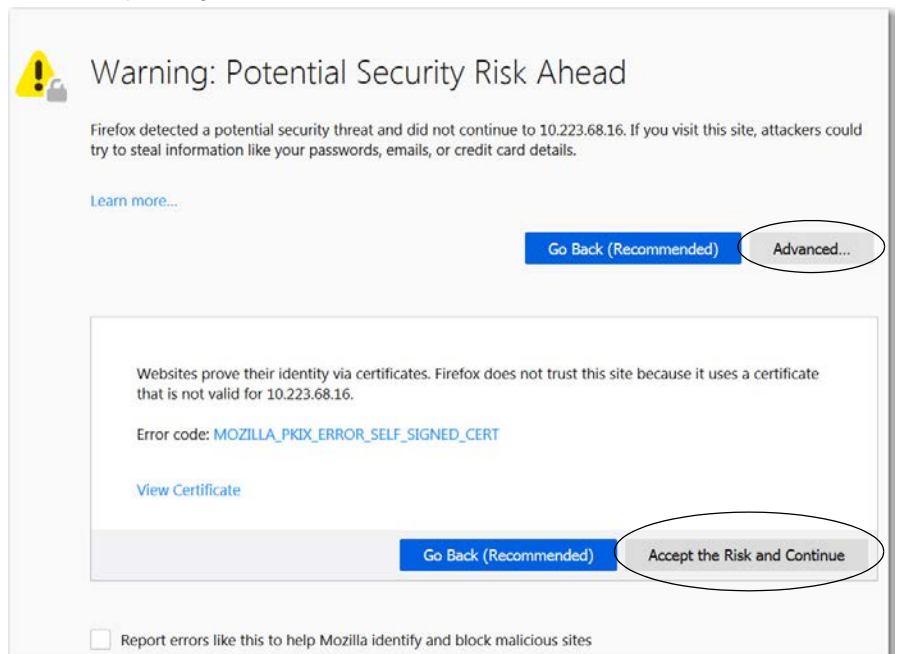 Warning: Potential Security Risk Ahead
Firefox detected a potential security threat and did not continue to 10.223.68.16. If you visit this site, attackers could
try to steal information like your passwords, emails, or credit card details.
Learn more...
Go Back (Recommended) Advanced...
Websites prove their identity via certificates. Firefox does not trust this site because it uses a certificate
that is not valid for 10.223.68.16.
Error code: MOZILLA_PKIX_ERROR_SELF_SIGNED_CERT
View Certificate
Go Back (Recommended) Accept the Risk and Continue
Report errors like this to help Mozilla identify and block malicious sites